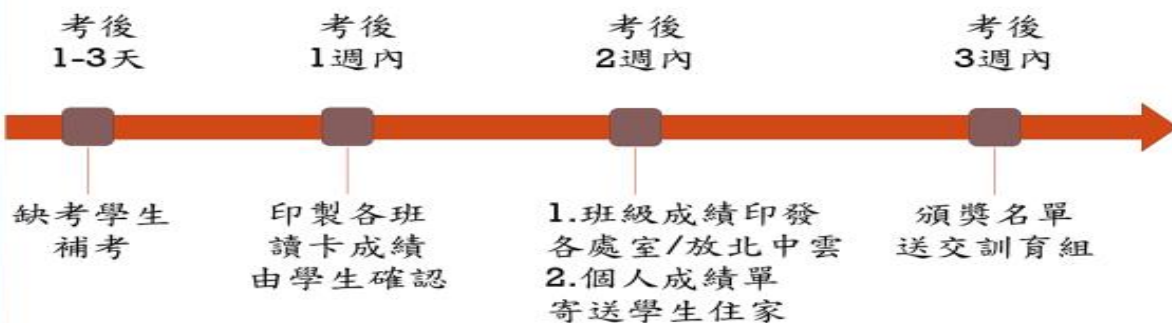 考後
1-3天
考後
1週內
考後
2週內
考後
3週內
缺考學生
補考
印製各班
讀卡成績
由學生確認
1.班級成績印發
各處室/放北中雲
2.個人成績單
寄送學生住家
頒獎名單
送交訓育組